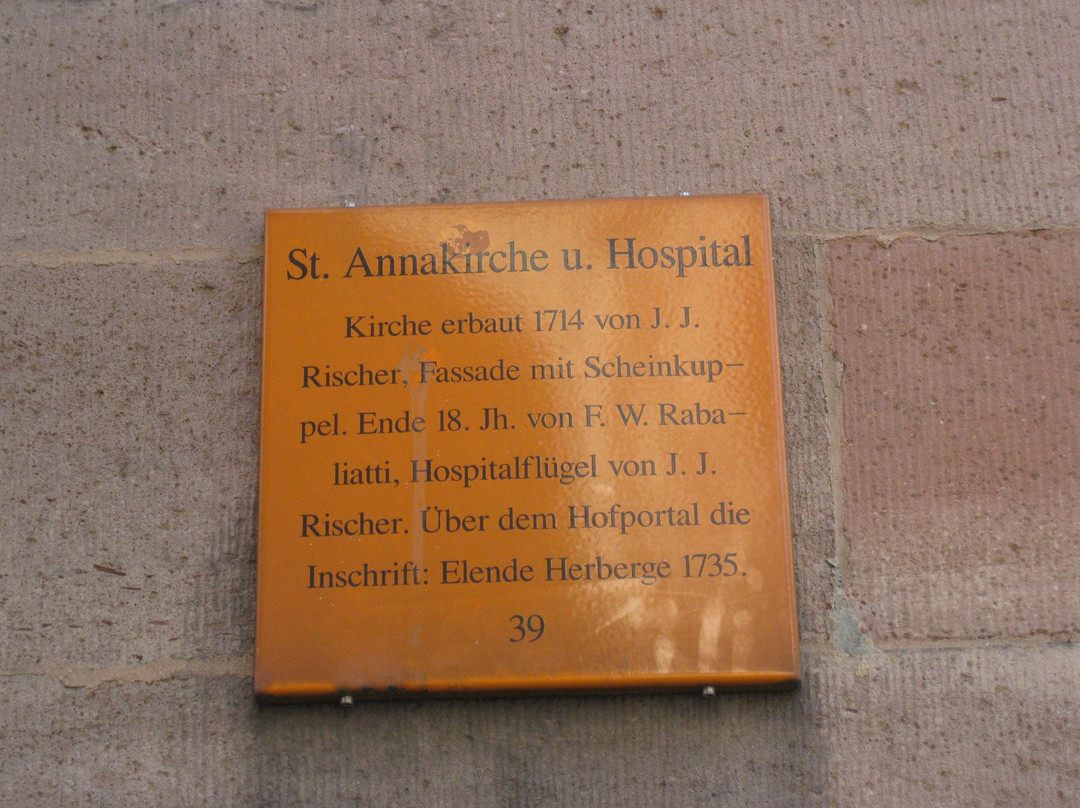 St. Annakirche u. Hospital
Kirche erbaut 1714 von J. J.
Rischer, Fassade mit Scheinkup-
pel. Ende 18. Jh. von F. W. Raba-
liatti, Hospitalflügel von J. J.
Rischer. Über dem Hofportal die
Inschrift: Elende Herberge 1735.
39